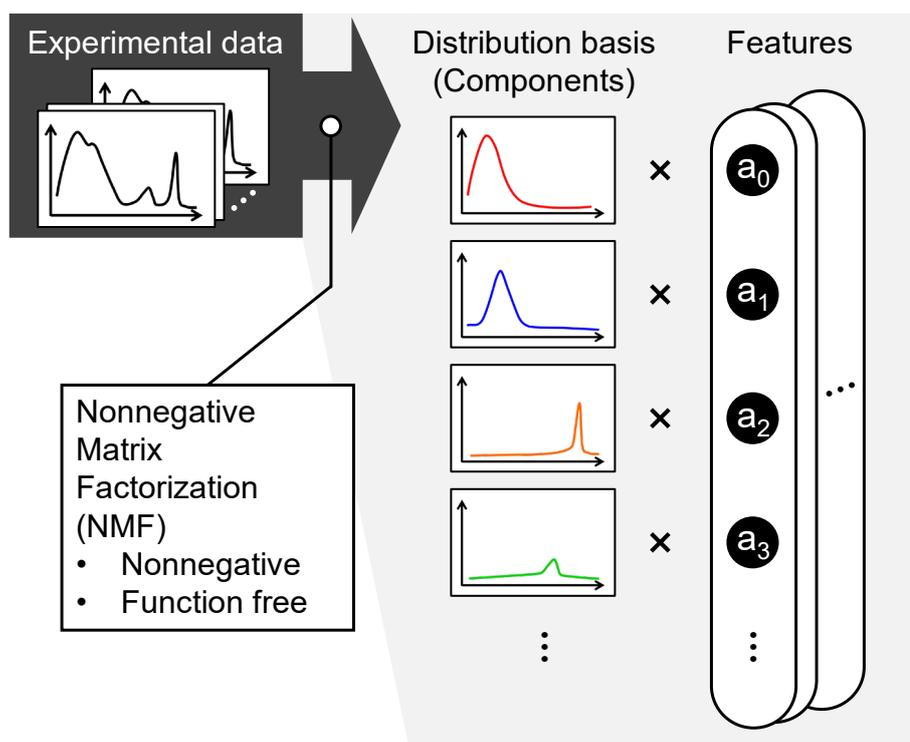 Experimental data
Distribution basis
(Components)
Features
× a₀
× a₁
× a₂
× a₃
Nonnegative
Matrix
Factorization
(NMF)
• Nonnegative
• Function free